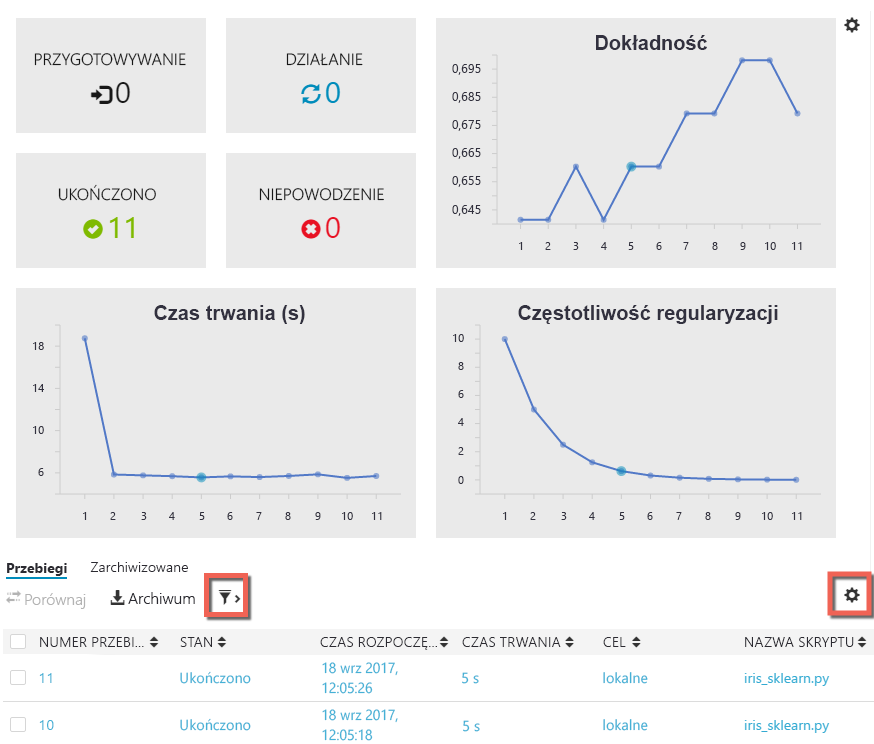 PRZYGOTOWYWANIE
0
DZIAŁANIE
0
UKOŃCZONO
11
NIEPOWODZENIE
0
Dokładność
0,695
0,685
0,675
0,665
0,655
0,645
1 2 3 4 5 6 7 8 9 10 11
Czas trwania (s)
18
14
10
6
1 2 3 4 5 6 7 8 9 10 11
Częstotliwość regularyzacji
10
8
6
4
2
0
1 2 3 4 5 6 7 8 9 10 11
Przebiegi Zarchiwizowane
Porównaj Archiwum
NUMER PRZEBI... STAN CZAS ROZPOCZĘ... CZAS TRWANIA CEL NAZWA SKRYPTU
11 Ukończono 18 wrz 2017, 5 s lokalne iris_sklearn.py
12:05:26
10 Ukończono 18 wrz 2017, 5 s lokalne iris_sklearn.py
12:05:18